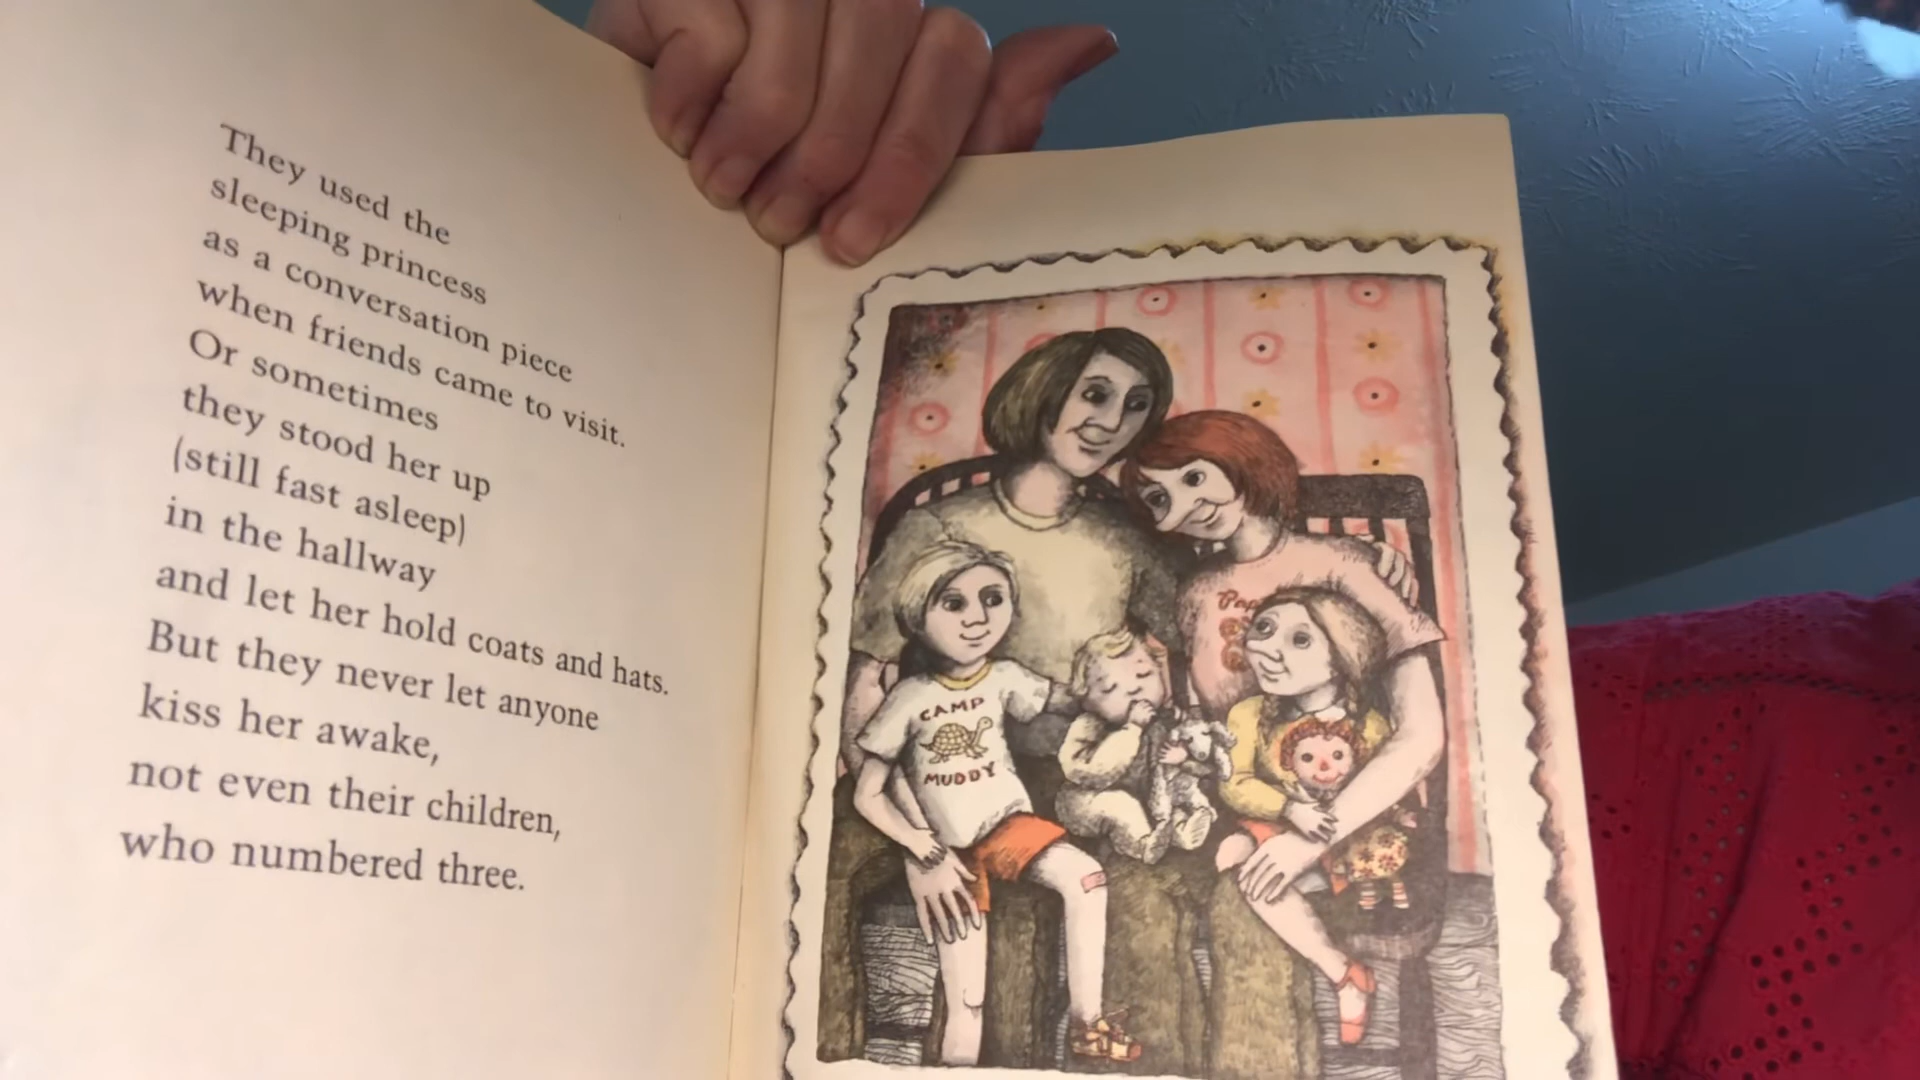 They used the
sleeping princess
as a conversation piece
when friends came to visit.
Or sometimes
they stood her up
(still fast asleep)
in the hallway
and let her hold coats and hats.
But they never let anyone
kiss her awake,
not even their children,
who numbered three.
CAMP
MUDDY